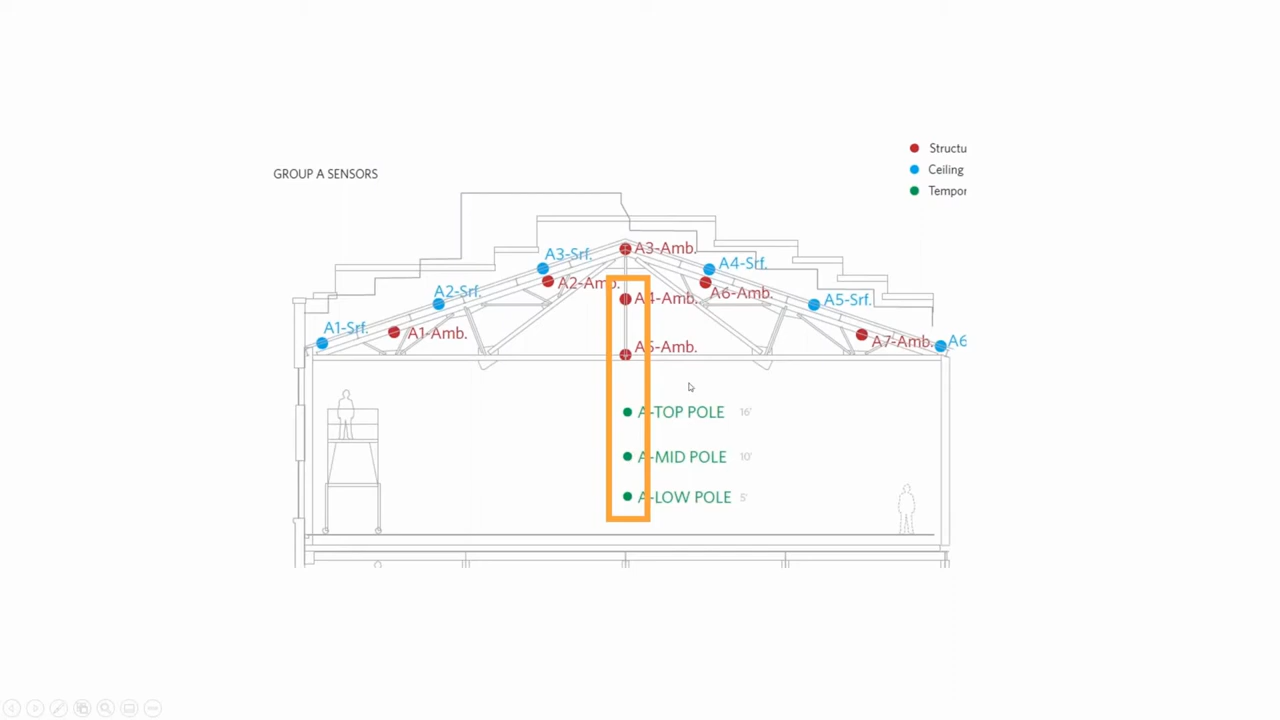 GROUP A SENSORS
Structu
Ceiling
Tempor
A3-Amb.
A3-Srf.
A4-Srf.
A2-Amb.
A6-Amb.
A2-Srf.
A4-Amb.
A5-Srf.
A1-Srf.
A1-Amb.
A5-Amb.
A7-Amb.
A6
A-TOP POLE 16'
A-MID POLE 10'
A-LOW POLE 5'